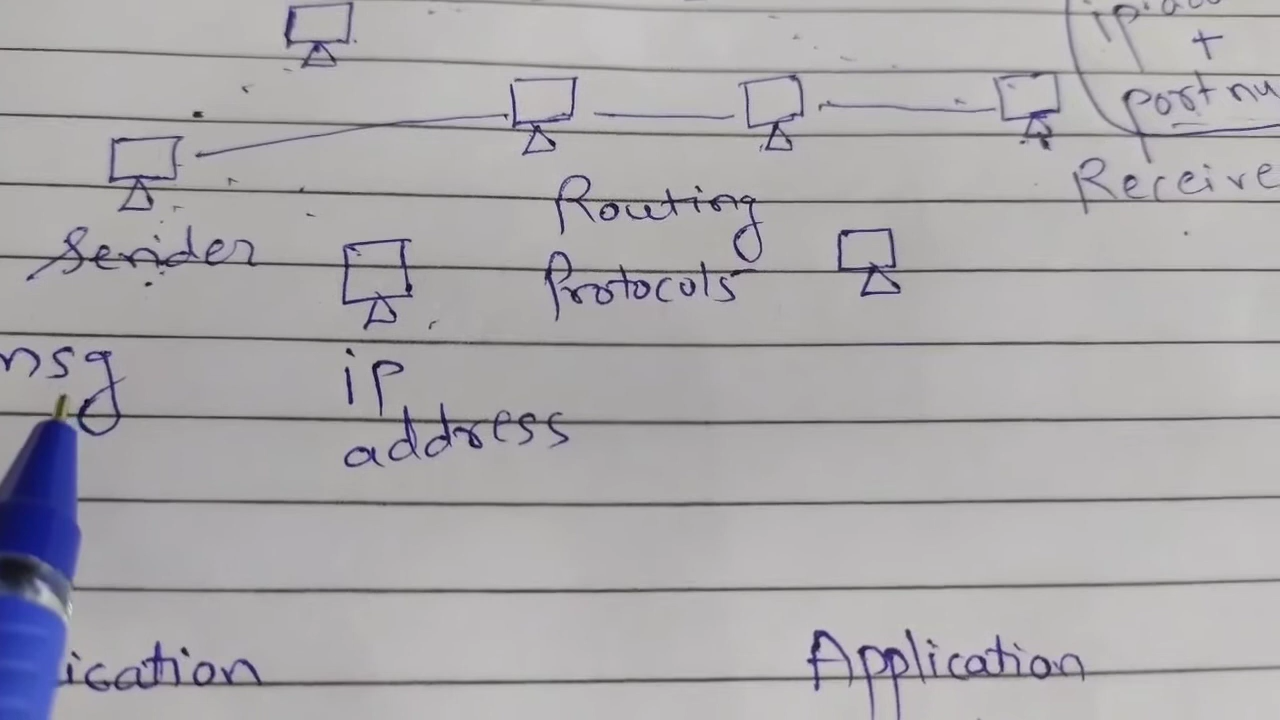 +
port nu
Receive
Routing
Sender
Protocols
msg
ip
address
ication
Application